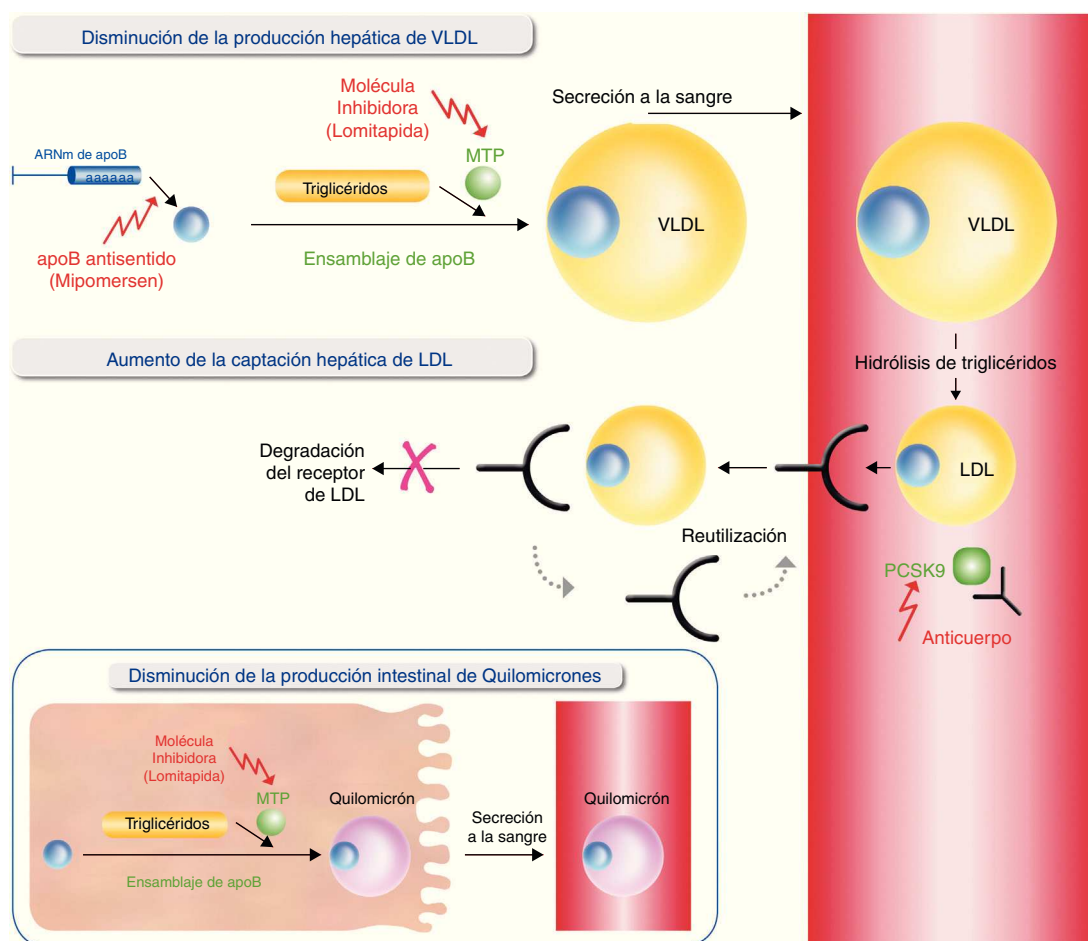 Disminución de la producción hepática de VLDL
Molécula
Inhibidora
(Lomitapida)
Secreción a la sangre
ARNm de apoB
aaaaaa
MTP
Triglicéridos
VLDL
VLDL
apoB antisentido
(Mipomersen)
Ensamblaje de apoB
Aumento de la captación hepática de LDL
Hidrólisis de triglicéridos
Degradación
del receptor
de LDL
LDL
Reutilización
PCSK9
Anticuerpo
Disminución de la producción intestinal de Quilomicrones
Molécula
Inhibidora
(Lomitapida)
MTP
Quilomicrón
Quilomicrón
Triglicéridos
Secreción
a la sangre
Ensamblaje de apoB